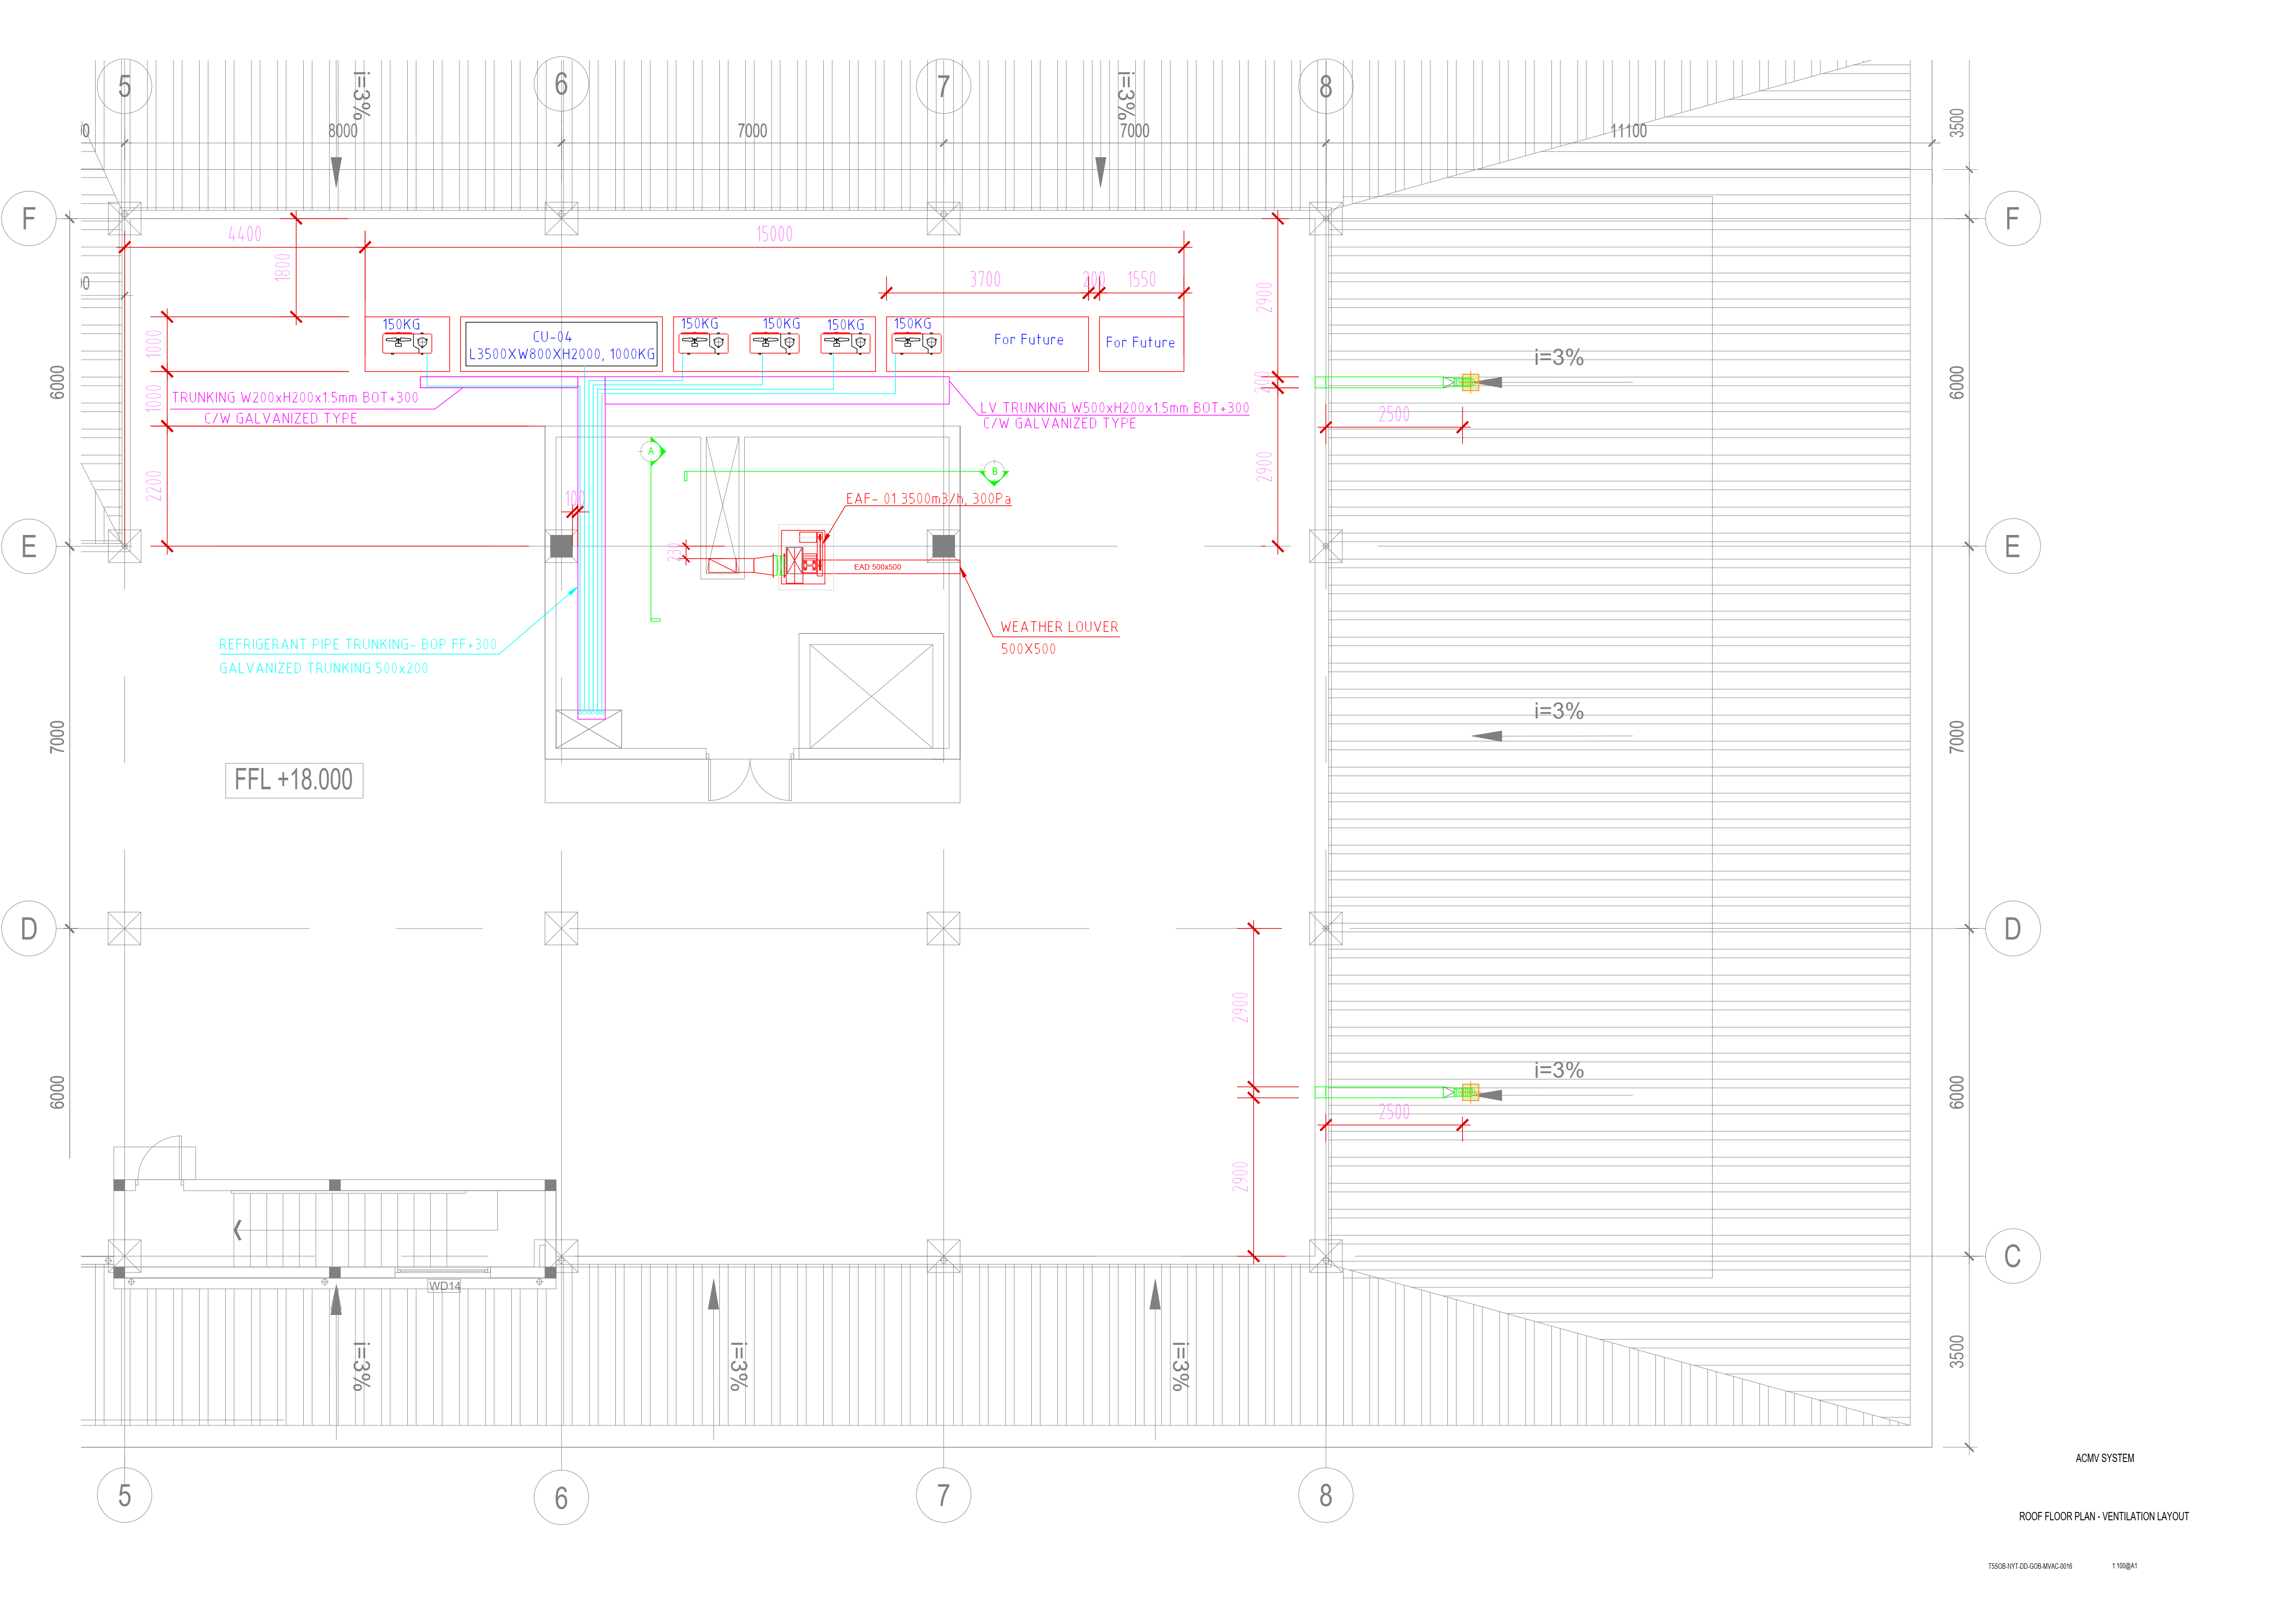 5
6
7
8
i=3%
i=3%
8000
7000
7000
11100
3500
F
F
4400
15000
1800
3700
200
1550
2900
150KG
150KG
150KG
150KG
150KG
CU-04
L3500XW800XH2000, 1000KG
For Future
For Future
1000
i=3%
6000
6000
TRUNKING W200xH200x1.5mm BOT+300
C/W GALVANIZED TYPE
1000
LV TRUNKING W500xH200x1.5mm BOT+300
C/W GALVANIZED TYPE
200
2500
A
B
2200
2900
100
EAF- 01 3500m3/h, 300Pa
E
E
230
EAD 500x500
WEATHER LOUVER
500X500
REFRIGERANT PIPE TRUNKING- BOP FF+300
GALVANIZED TRUNKING 500x200
i=3%
7000
7000
FFL +18.000
D
D
2900
i=3%
6000
6000
2500
2900
C
WD14
i=3%
i=3%
i=3%
3500
ACMV SYSTEM
5
6
7
8
ROOF FLOOR PLAN - VENTILATION LAYOUT
T5SOB-NYT-DD-GOB-MVAC-0016
1:100@A1